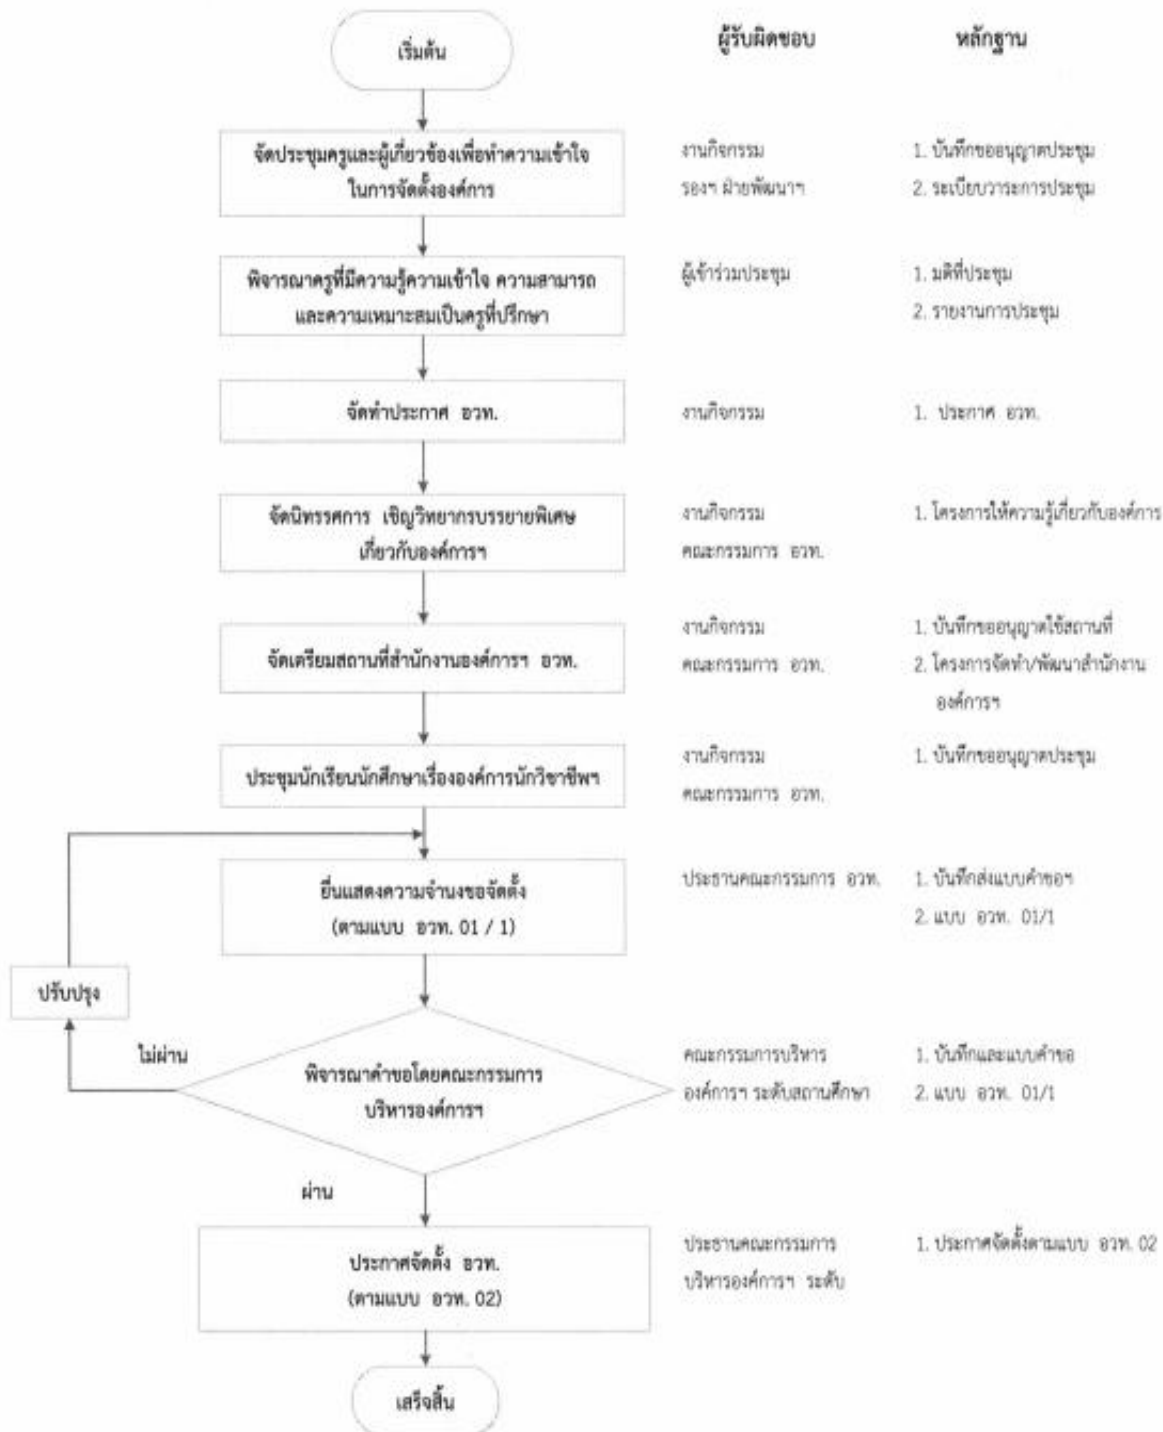 เริ่มต้น
ผู้รับผิดชอบ
หลักฐาน
จัดประชุมครูและผู้เกี่ยวข้องเพื่อทำความเข้าใจ
ในการจัดตั้งองค์การ
งานกิจกรรม
รองฯ ฝ่ายพัฒนาฯ
1. บันทึกขออนุญาตประชุม
2. ระเบียบวาระการประชุม
พิจารณาครูที่มีความรู้ความเข้าใจ ความสามารถ
และความเหมาะสมเป็นครูที่ปรึกษา
ผู้เข้าร่วมประชุม
1. มติที่ประชุม
2. รายงานการประชุม
จัดทำประกาศ อวท.
งานกิจกรรม
1. ประกาศ อวท.
จัดนิทรรศการ เชิญวิทยากรบรรยายพิเศษ
เกี่ยวกับองค์การฯ
งานกิจกรรม
คณะกรรมการ อวท.
1. โครงการให้ความรู้เกี่ยวกับองค์การ
จัดเตรียมสถานที่สำนักงานองค์การฯ อวท.
งานกิจกรรม
คณะกรรมการ อวท.
1. บันทึกขออนุญาตใช้สถานที่
2. โครงการจัดทำ/พัฒนาสำนักงาน
องค์การฯ
ประชุมนักเรียนนักศึกษาเรื่ององค์การนักวิชาชีพฯ
งานกิจกรรม
คณะกรรมการ อวท.
1. บันทึกขออนุญาตประชุม
ยื่นแสดงความจำนงขอจัดตั้ง
(ตามแบบ อวท. 01 / 1)
ประธานคณะกรรมการ อวท.
1. บันทึกส่งแบบคำขอฯ
2. แบบ อวท. 01/1
ปรับปรุง
ไม่ผ่าน
พิจารณาคำขอโดยคณะกรรมการ
บริหารองค์การฯ
คณะกรรมการบริหาร
องค์การฯ ระดับสถานศึกษา
1. บันทึกและแบบคำขอ
2. แบบ อวท. 01/1
ผ่าน
ประกาศจัดตั้ง อวท.
(ตามแบบ อวท. 02)
ประธานคณะกรรมการ
บริหารองค์การฯ ระดับ
1. ประกาศจัดตั้งตามแบบ อวท. 02
เสร็จสิ้น